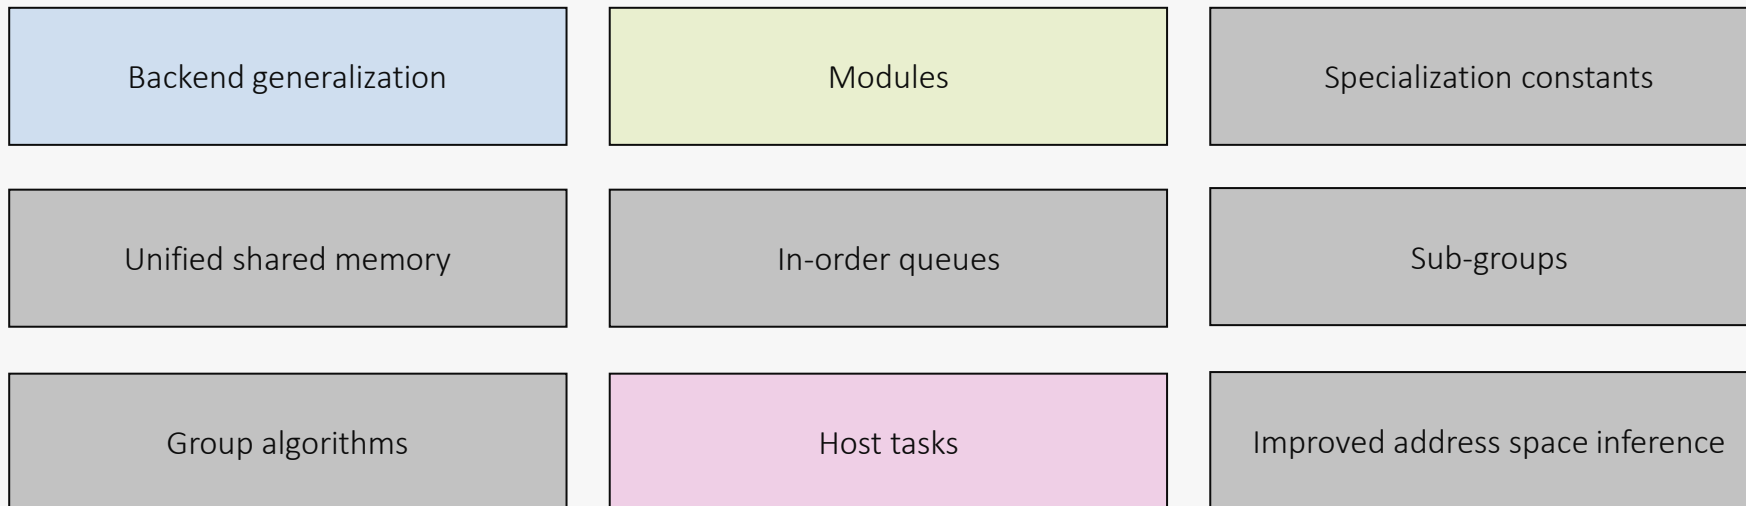 Backend generalization
Modules
Specialization constants
Unified shared memory
In-order queues
Sub-groups
Group algorithms
Host tasks
Improved address space inference